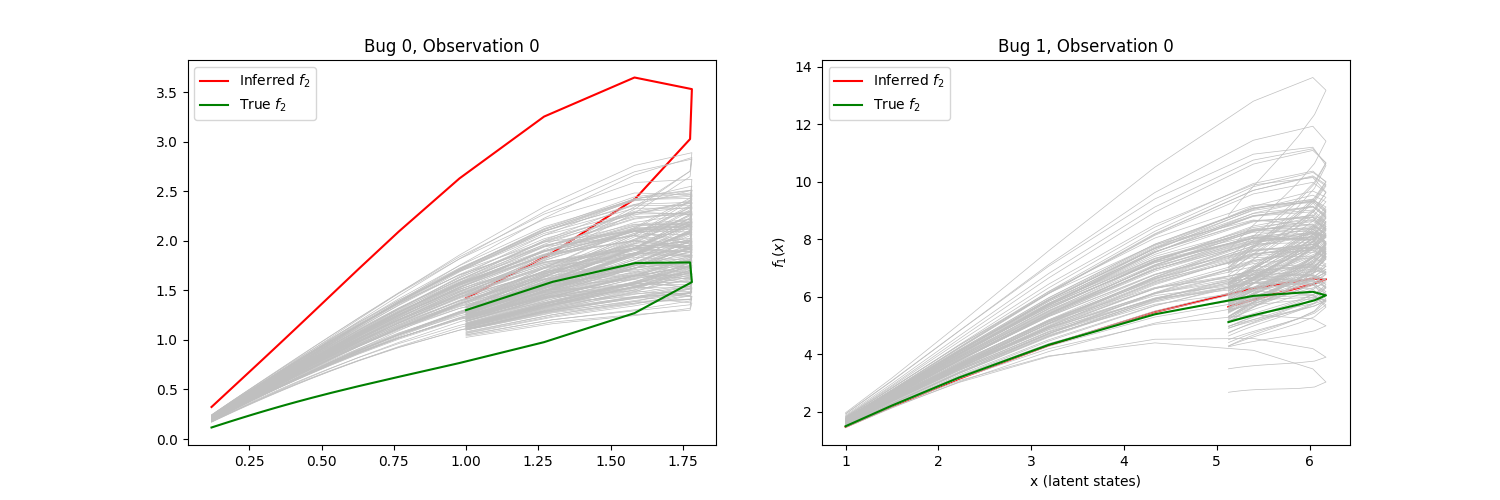 Bug 0, Observation 0
Inferred f₂
True f₂
3.5
3.0
2.5
2.0
1.5
1.0
0.5
0.0
0.25 0.50 0.75 1.00 1.25 1.50 1.75
Bug 1, Observation 0
Inferred f₂
True f₂
f₁(x)
14
12
10
8
6
4
2
1 2 3 4 5 6
x (latent states)